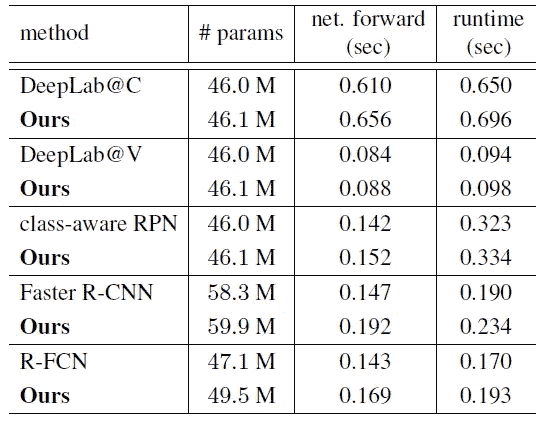 method # params net. forward (sec) runtime (sec)
DeepLab@C 46.0 M 0.610 0.650
Ours 46.1 M 0.656 0.696
DeepLab@V 46.0 M 0.084 0.094
Ours 46.1 M 0.088 0.098
class-aware RPN 46.0 M 0.142 0.323
Ours 46.1 M 0.152 0.334
Faster R-CNN 58.3 M 0.147 0.190
Ours 59.9 M 0.192 0.234
R-FCN 47.1 M 0.143 0.170
Ours 49.5 M 0.169 0.193